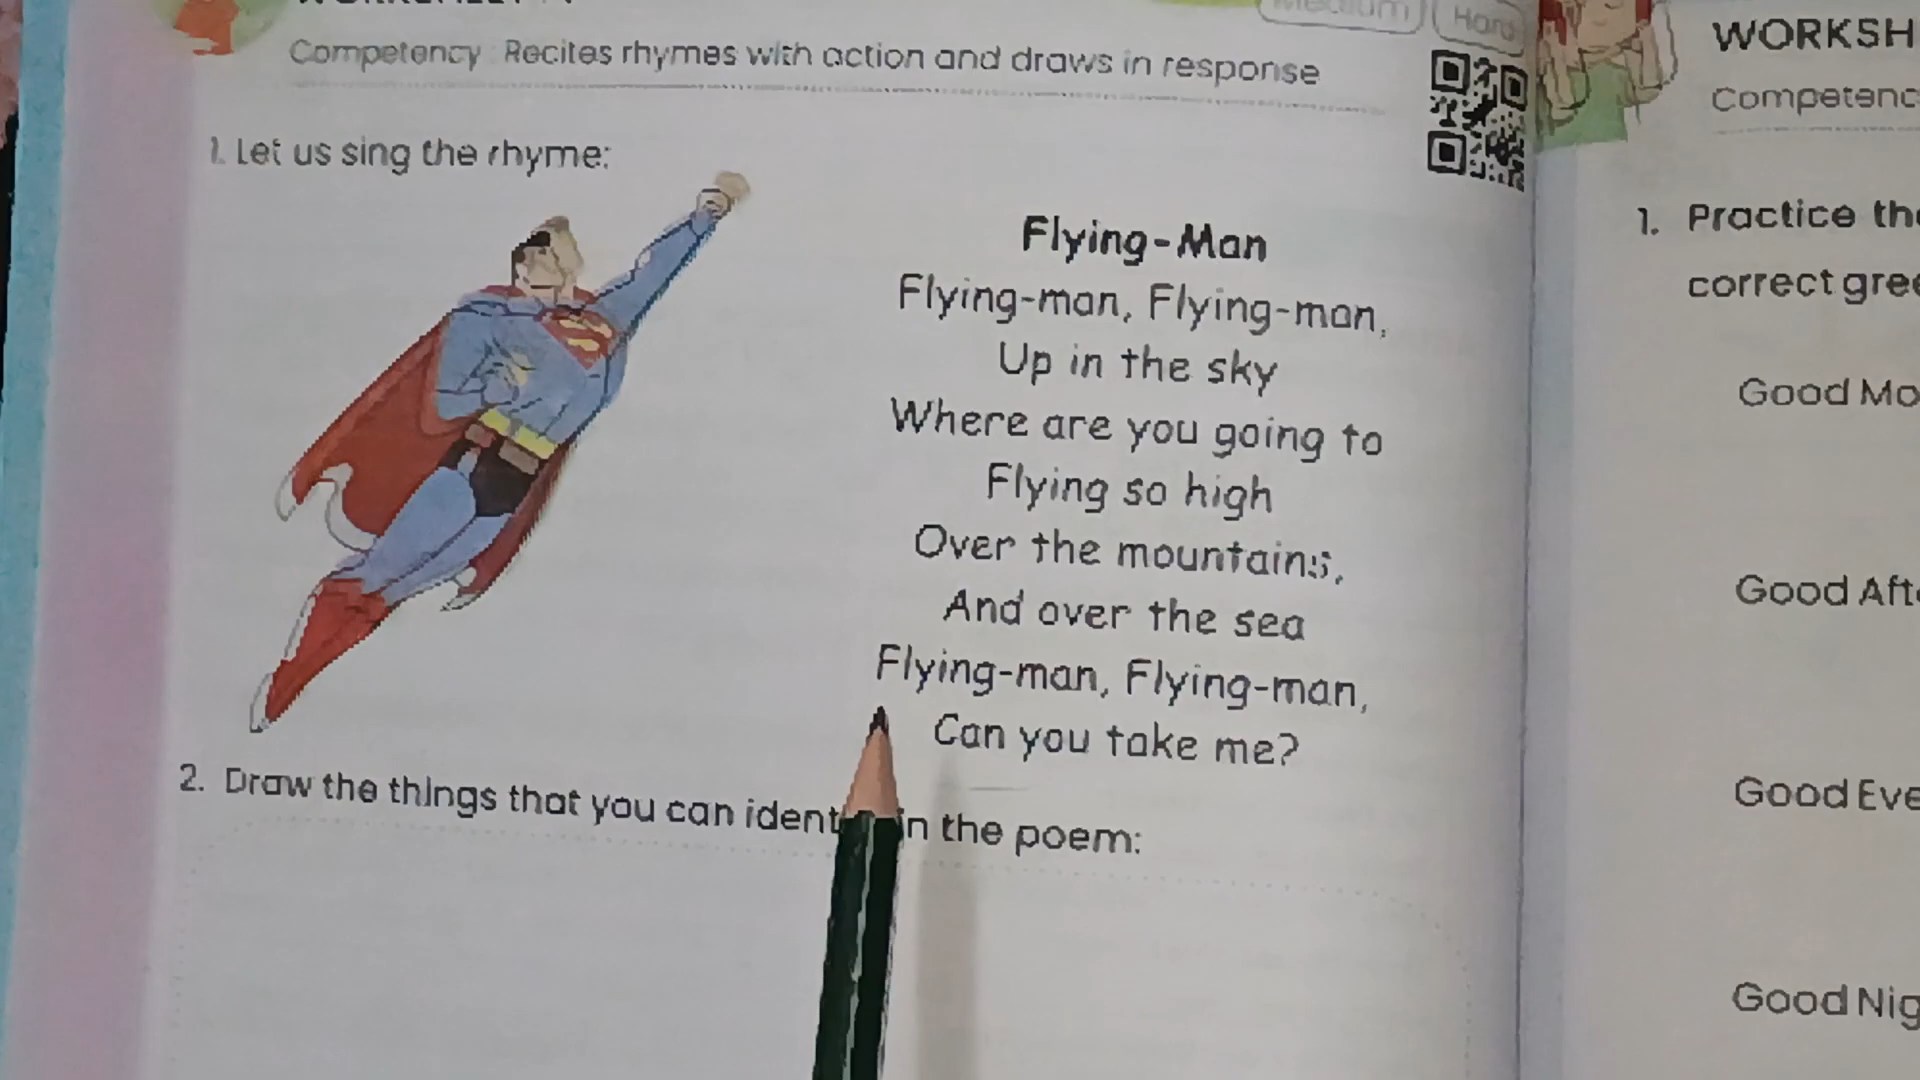 Medium
Hard
Competency : Recites rhymes with action and draws in response
1. Let us sing the rhyme:
Flying-Man
Flying-man, Flying-man,
Up in the sky
Where are you going to
Flying so high
Over the mountains,
And over the sea
Flying-man, Flying-man,
Can you take me?
2. Draw the things that you can in the poem:
WORKSH
Competenc
1. Practice the
correct gree
Good Mo
Good Aft
Good Eve
Good Nig